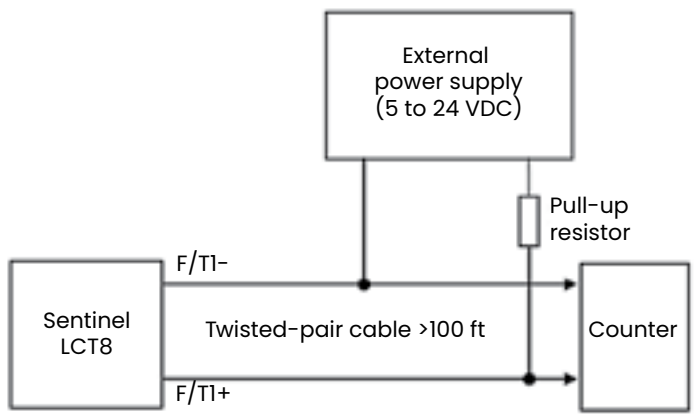 External
power supply
(5 to 24 VDC)
Pull-up
resistor
F/T1-
Sentinel
LCT8
Twisted-pair cable >100 ft
Counter
F/T1+